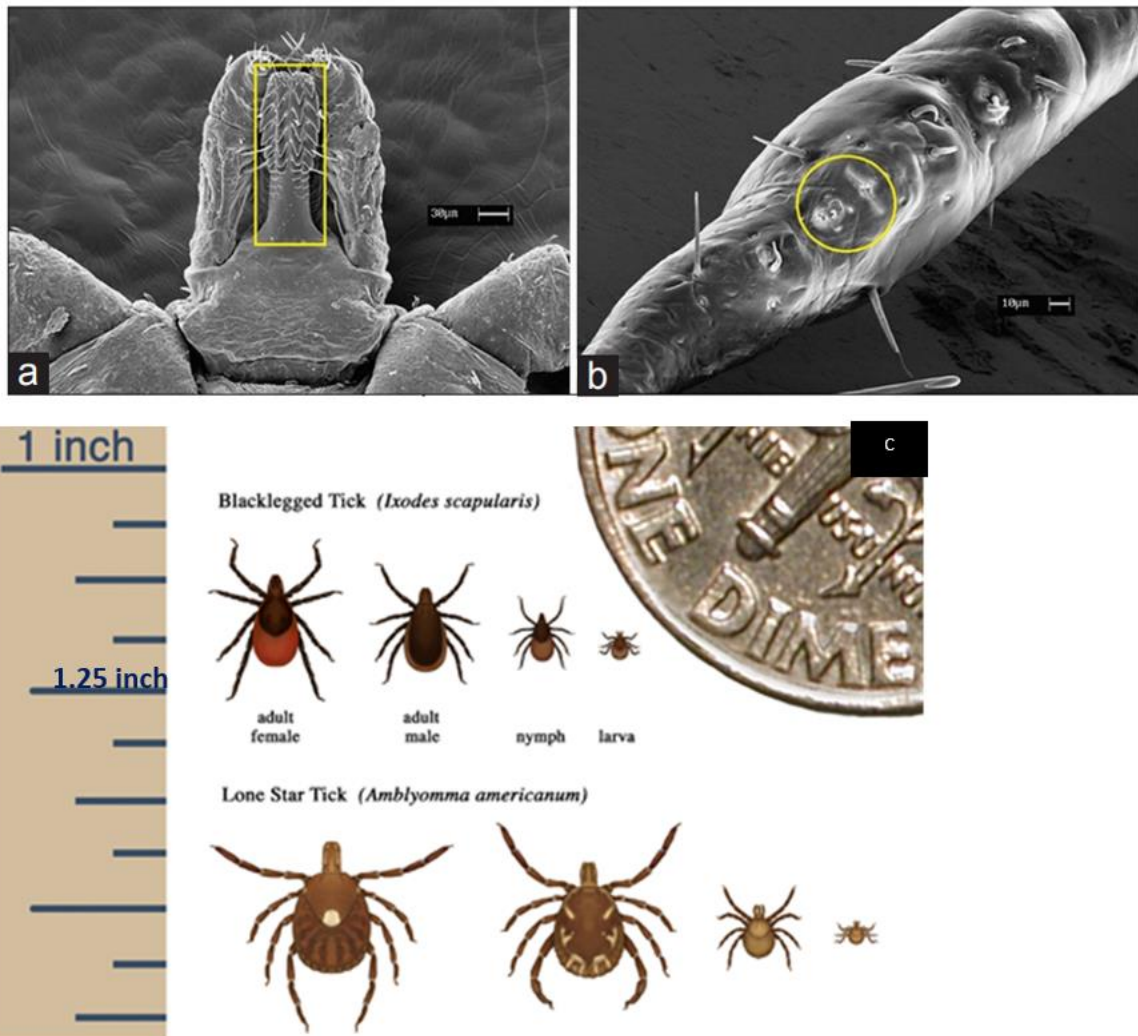 30µm
a
10µm
b
1 inch
c
Blacklegged Tick (Ixodes scapularis)
ONE DIME
1.25 inch
adult female
adult male
nymph
larva
Lone Star Tick (Amblyomma americanum)